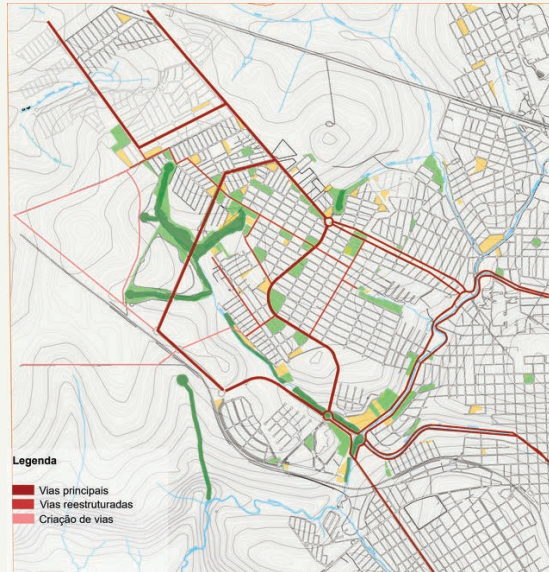 Legenda
Vias principais
Vias reestruturadas
Criação de vias